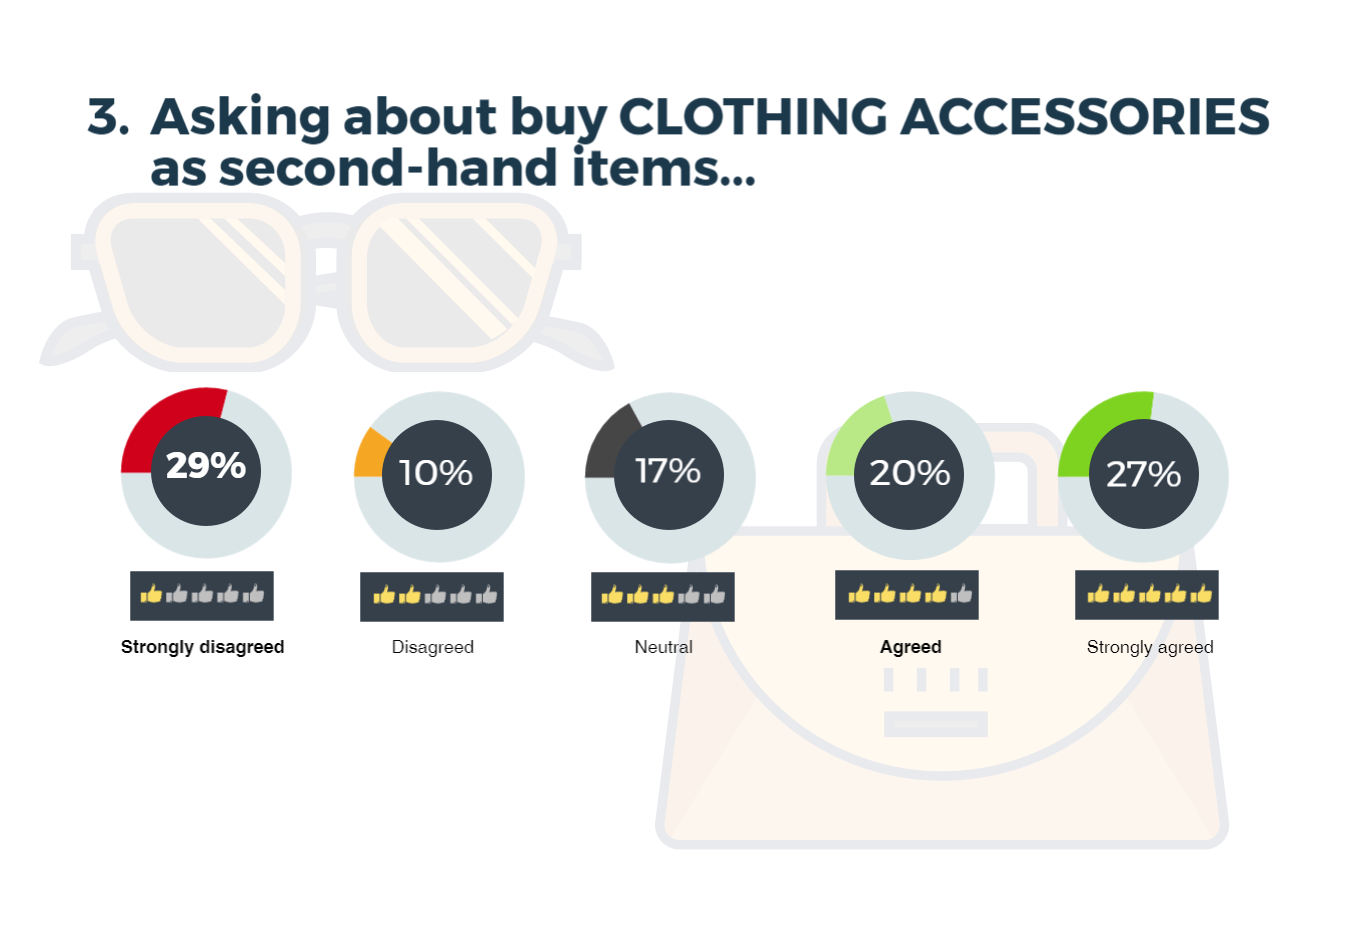 3. Asking about buy CLOTHING ACCESSORIES
as second-hand items...
29% 10% 17% 20% 27%
Strongly disagreed Disagreed Neutral Agreed Strongly agreed